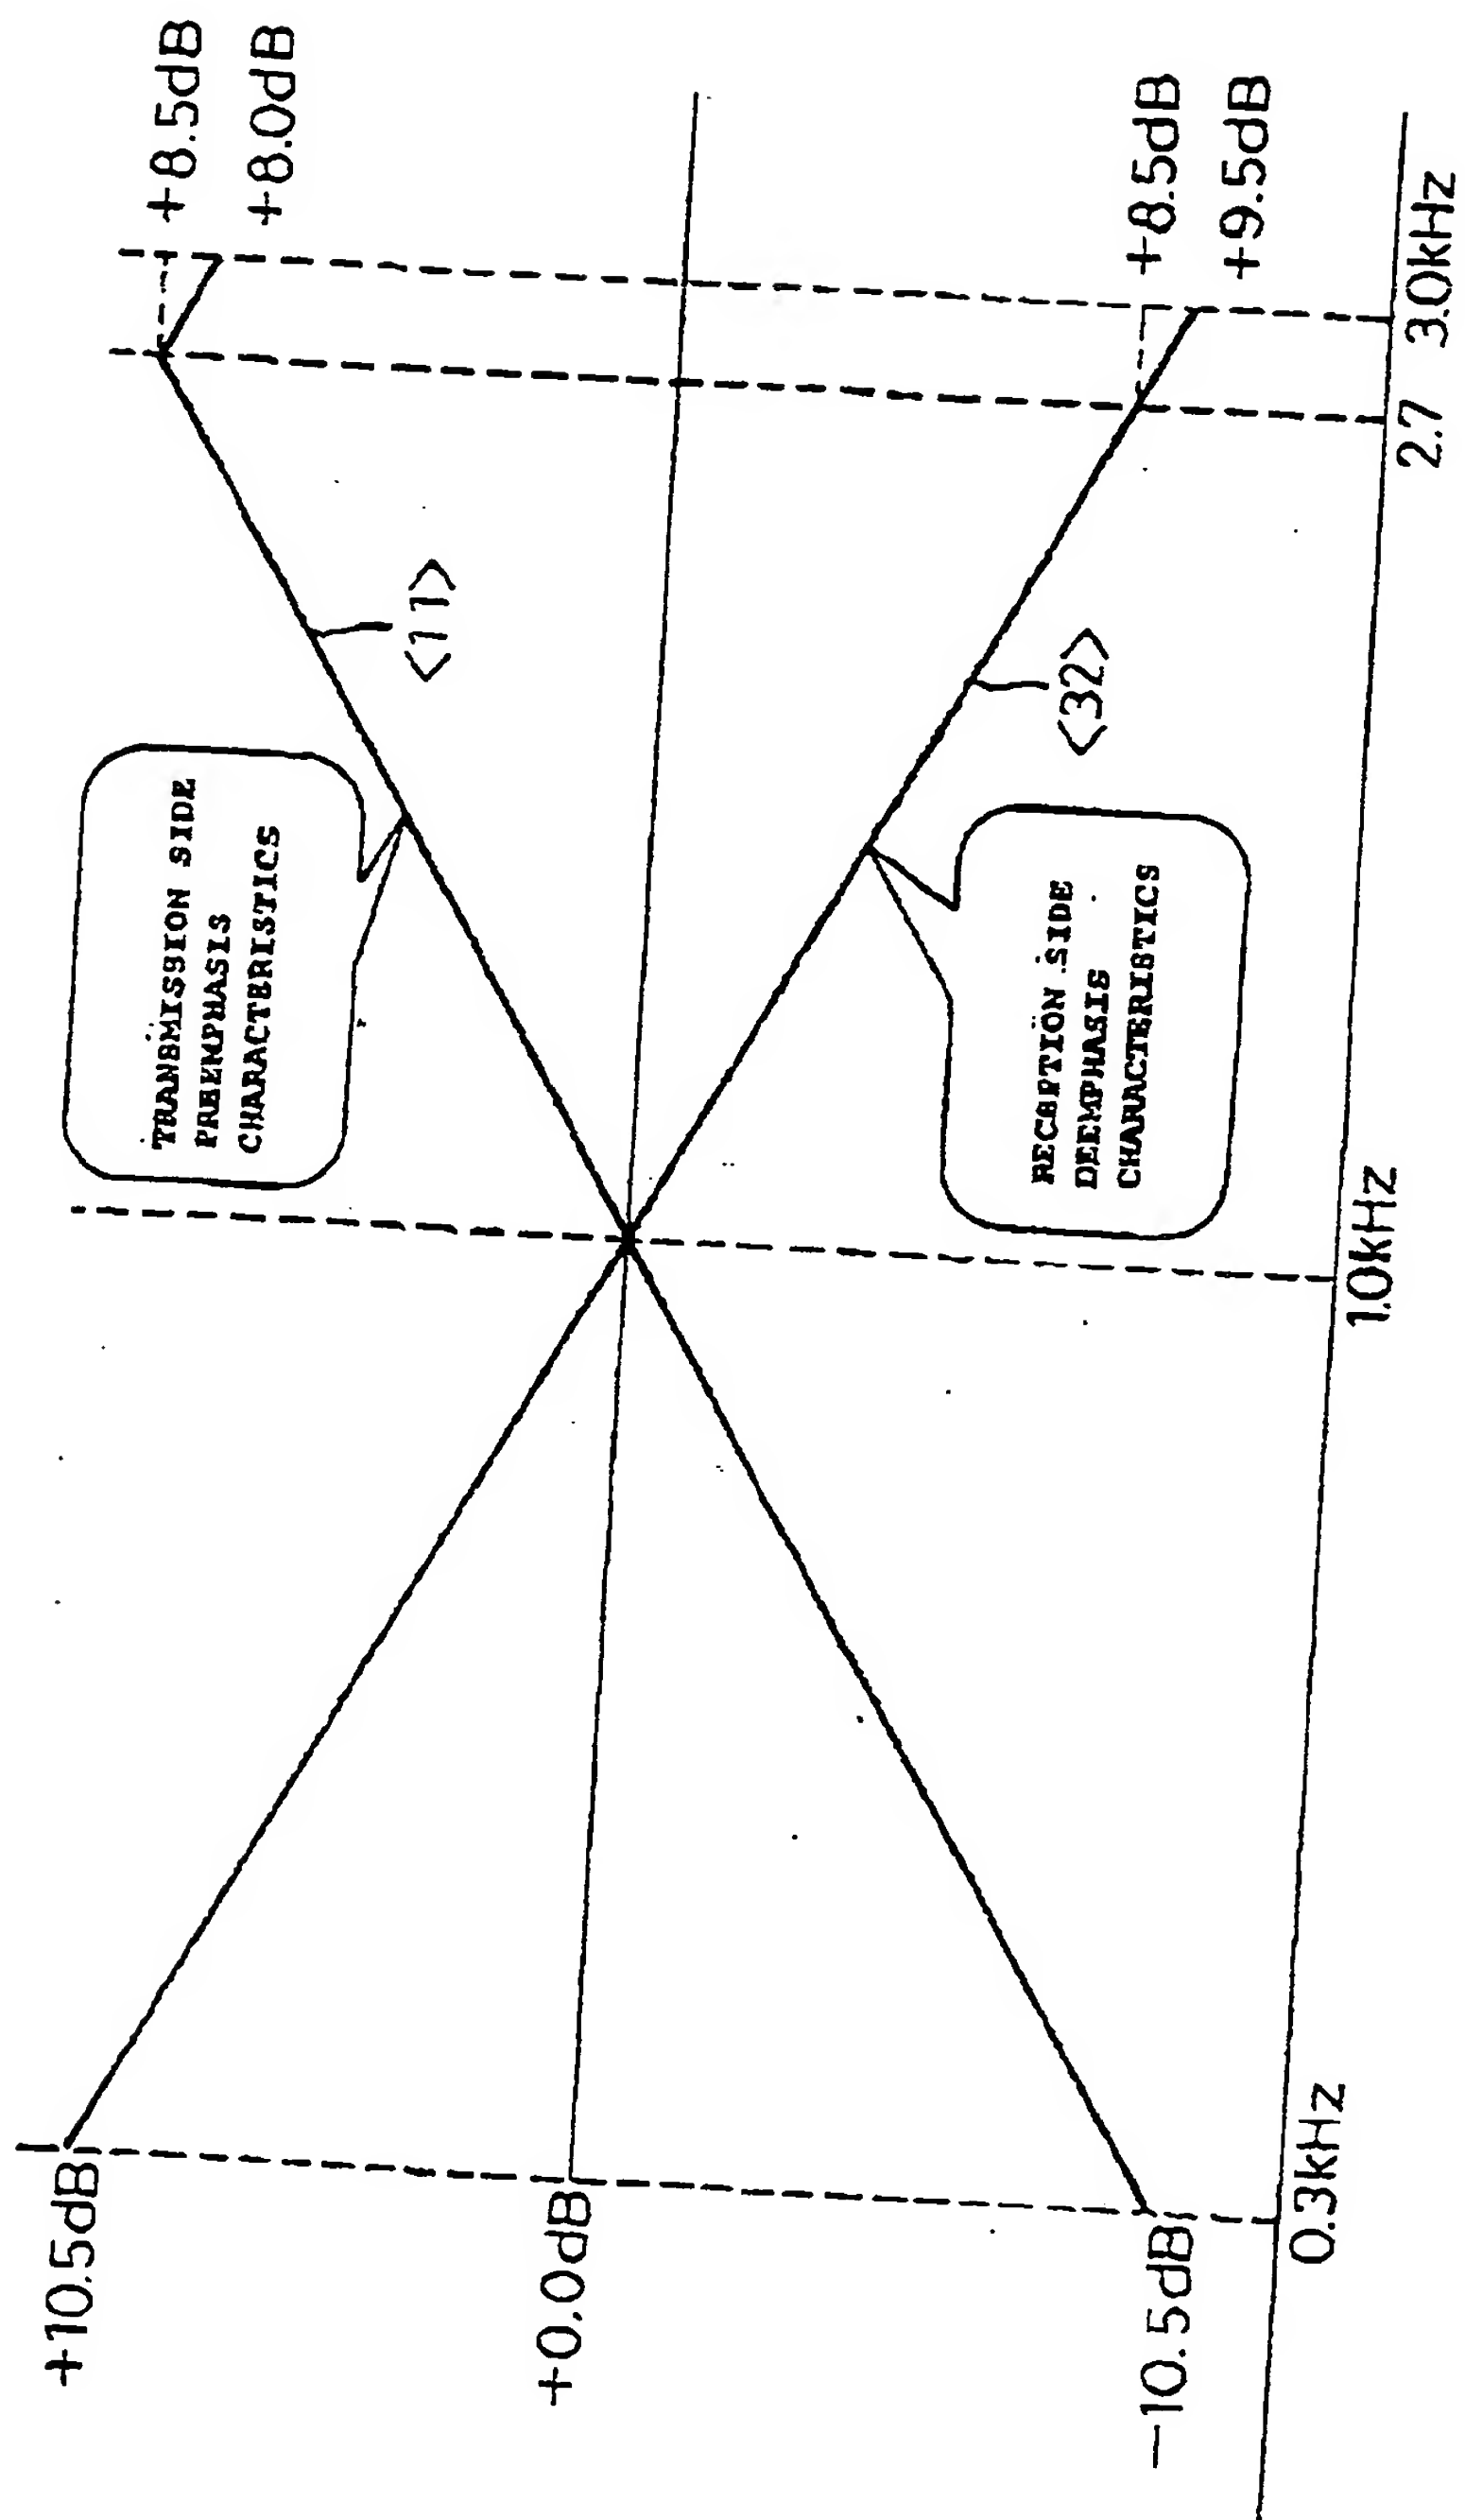 +8.5dB
+8.0dB
TRANSMISSION SIDE
PREEMPHASIS
CHARACTERISTICS
<11>
+10.5dB
+0.0dB
-10.5dB
<32>
RECEPTION SIDE
DEEMPHASIS
CHARACTERISTICS
+8.5dB
+9.5dB
0.3kHz
1.0kHz
2.7
3.0kHz